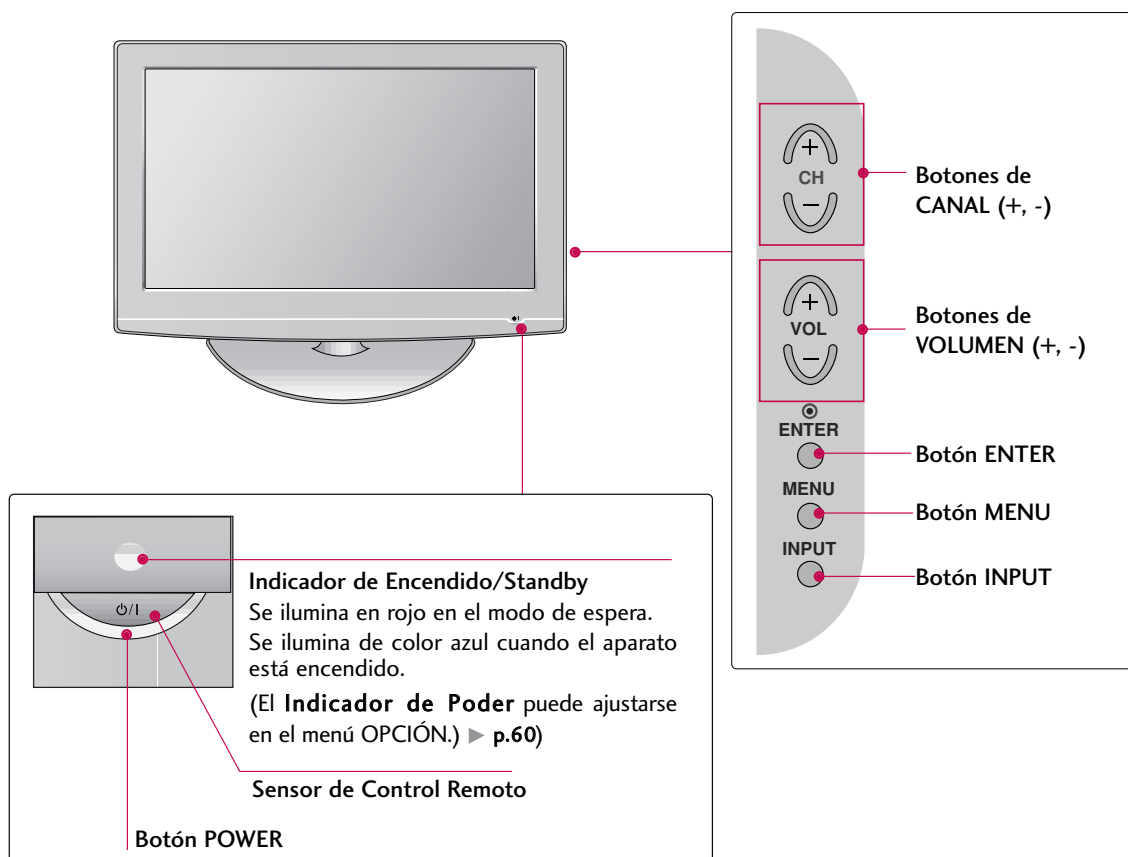 +
CH
−
Botones de
CANAL (+, -)
+
VOL
−
Botones de
VOLUMEN (+, -)
ENTER
Botón ENTER
MENU
Botón MENU
INPUT
Botón INPUT
Indicador de Encendido/Standby
Se ilumina en rojo en el modo de espera.
Se ilumina de color azul cuando el aparato
está encendido.
(El Indicador de Poder puede ajustarse
en el menú OPCIÓN.) ▶ p.60)
⏻/I
Sensor de Control Remoto
Botón POWER